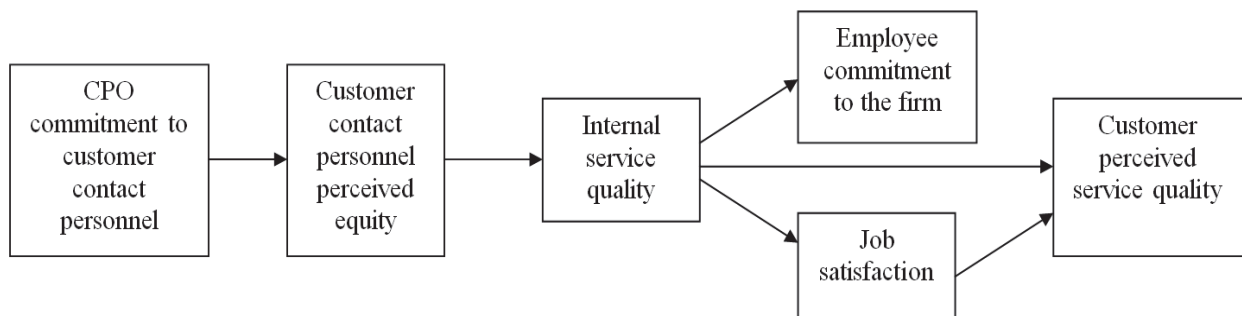 CPO
commitment to
customer
contact
personnel
Customer
contact
personnel
perceived
equity
Internal
service
quality
Employee
commitment
to the firm
Job
satisfaction
Customer
perceived
service quality